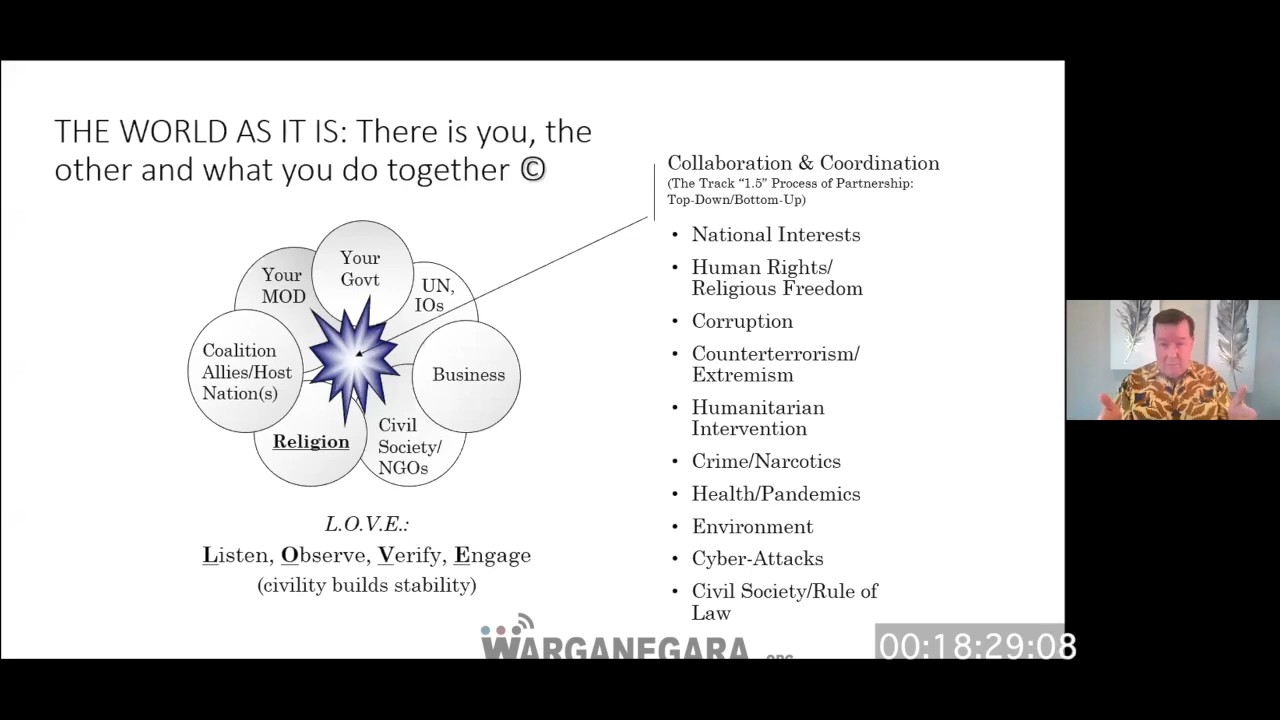 THE WORLD AS IT IS: There is you, the
other and what you do together ©
Your
Govt
Your
MOD
UN,
IOs
Coalition
Allies/Host
Nation(s)
Business
Religion
Civil
Society/
NGOs
L.O.V.E.:
Listen, Observe, Verify, Engage
(civility builds stability)
Collaboration & Coordination
(The Track “1.5” Process of Partnership:
Top-Down/Bottom-Up)
• National Interests
• Human Rights/
Religious Freedom
• Corruption
• Counterterrorism/
Extremism
• Humanitarian
Intervention
• Crime/Narcotics
• Health/Pandemics
• Environment
• Cyber-Attacks
• Civil Society/Rule of
Law
WARGANEGARA.ORG
00:18:29:08